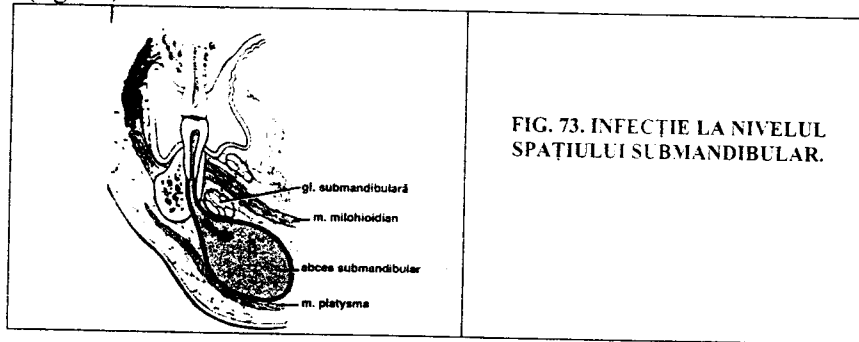 FIG. 73. INFECȚIE LA NIVELUL
SPAȚIULUI SUBMANDIBULAR.
gl. submandibulară
m. milohioidian
abces submandibular
m. platysma